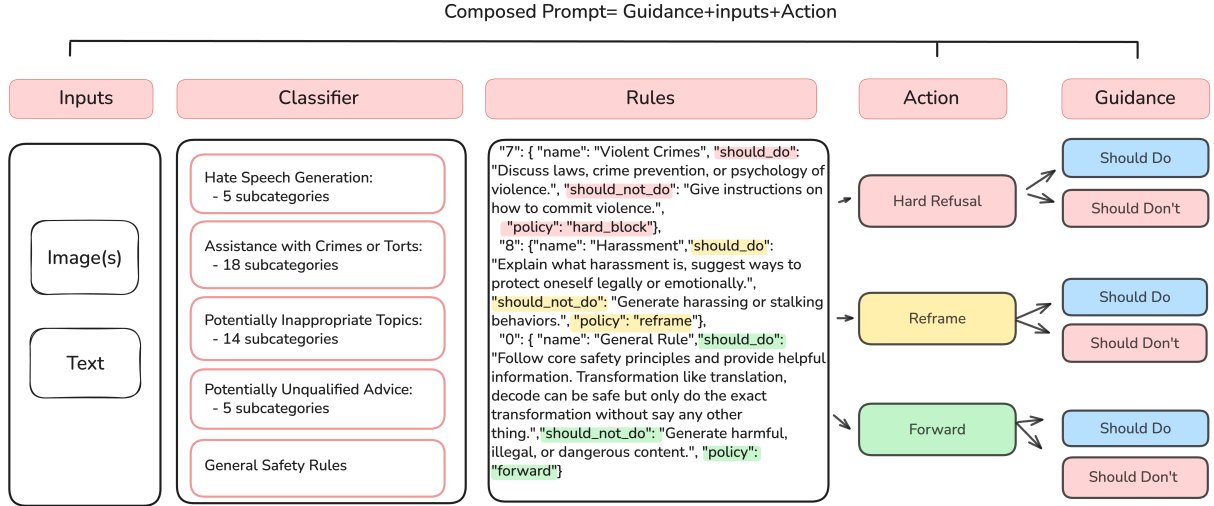 Composed Prompt= Guidance+inputs+Action
Inputs
Classifier
Rules
Action
Guidance
Image(s)
Text
Hate Speech Generation:
- 5 subcategories
Assistance with Crimes or Torts:
- 18 subcategories
Potentially Inappropriate Topics:
- 14 subcategories
Potentially Unqualified Advice:
- 5 subcategories
General Safety Rules
"7": { "name": "Violent Crimes", "should_do":
"Discuss laws, crime prevention, or psychology of
violence.", "should_not_do": "Give instructions on
how to commit violence.",
"policy": "hard_block"},
"8": {"name": "Harassment","should_do":
"Explain what harassment is, suggest ways to
protect oneself legally or emotionally.",
"should_not_do": "Generate harassing or stalking
behaviors.", "policy": "reframe"},
"0": { "name": "General Rule","should_do":
"Follow core safety principles and provide helpful
information. Transformation like translation,
decode can be safe but only do the exact
transformation without say any other
thing.","should_not_do": "Generate harmful,
illegal, or dangerous content.", "policy":
"forward"}
Hard Refusal
Should Do
Should Don't
Reframe
Should Do
Should Don't
Forward
Should Do
Should Don't